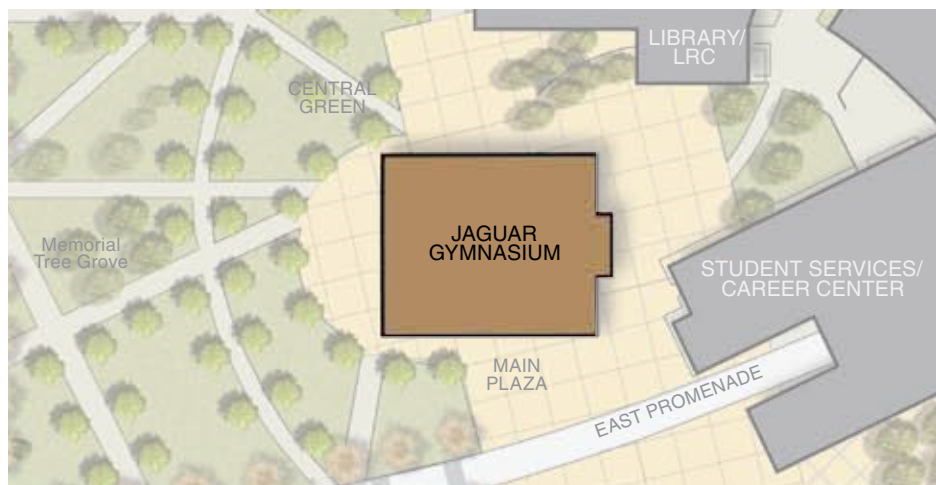 LIBRARY/
LRC
CENTRAL
GREEN
JAGUAR
GYMNASIUM
Memorial
Tree Grove
STUDENT SERVICES/
CAREER CENTER
MAIN
PLAZA
EAST PROMENADE